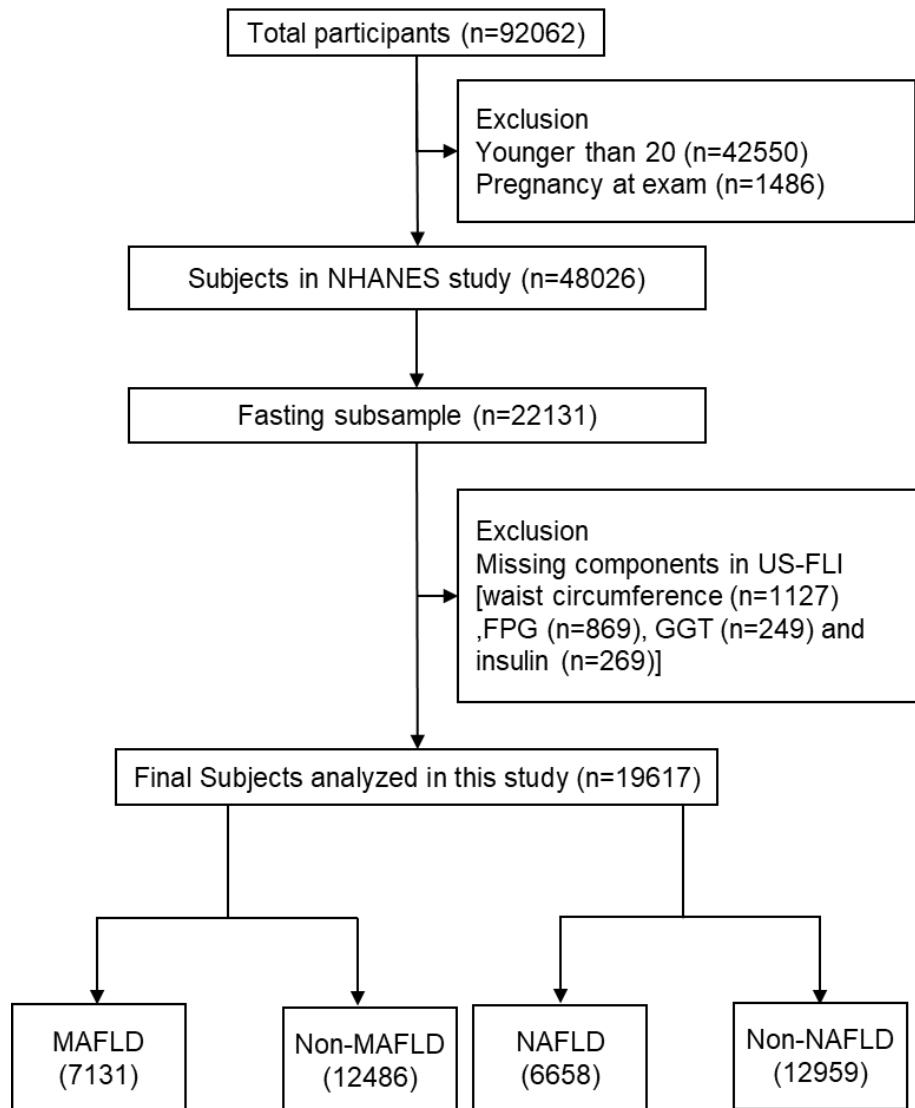 Total participants (n=92062)
Exclusion
Younger than 20 (n=42550)
Pregnancy at exam (n=1486)
Subjects in NHANES study (n=48026)
Fasting subsample (n=22131)
Exclusion
Missing components in US-FLI
[waist circumference (n=1127)
,FPG (n=869), GGT (n=249) and
insulin (n=269)]
Final Subjects analyzed in this study (n=19617)
MAFLD
(7131)
Non-MAFLD
(12486)
NAFLD
(6658)
Non-NAFLD
(12959)